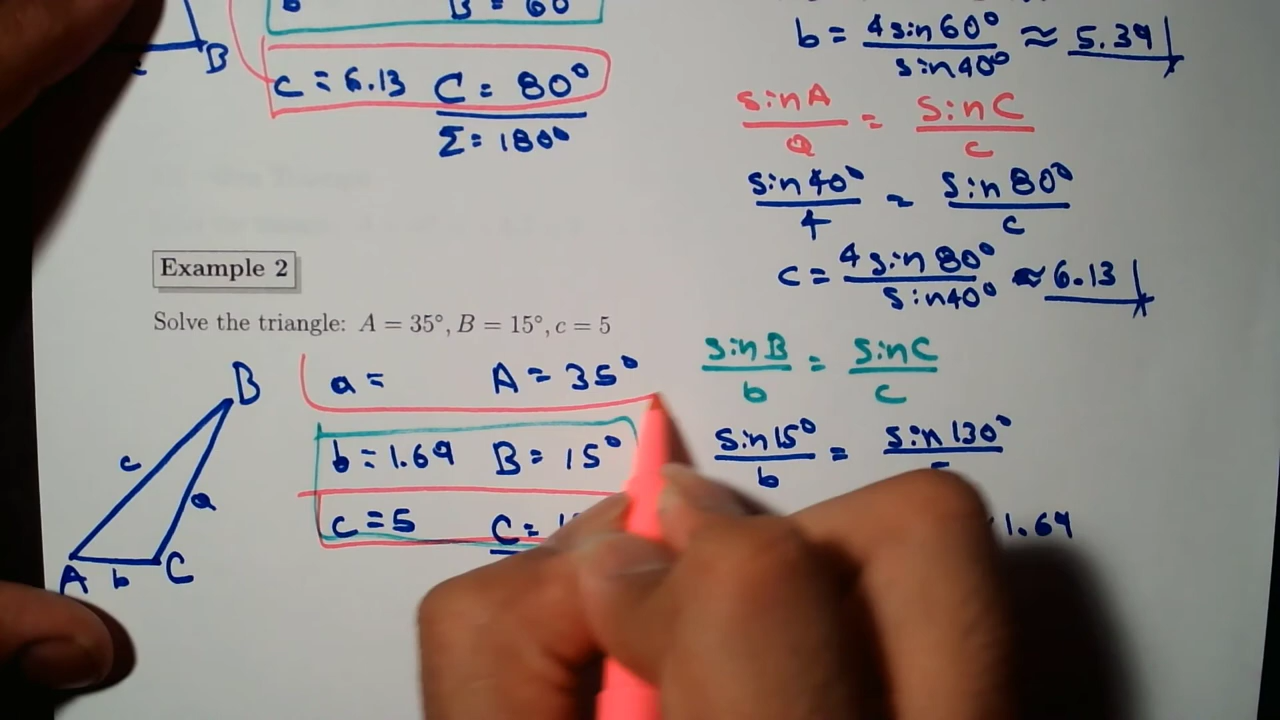 B = 60
B
c = 6.13 C = 80°
Σ = 180°
b = 4 sin 60° / sin 40° ≈ 5.39
sin A / a = sin C / c
sin 40° / 4 = sin 80° / c
c = 4 sin 80° / sin 40° ≈ 6.13
Example 2
Solve the triangle: A = 35°, B = 15°, c = 5
B
c
a
A b C
a = A = 35°
b = 1.69 B = 15°
c = 5 C = 1
sin B / b = sin C / c
sin 15° / b = sin 130°
1.69